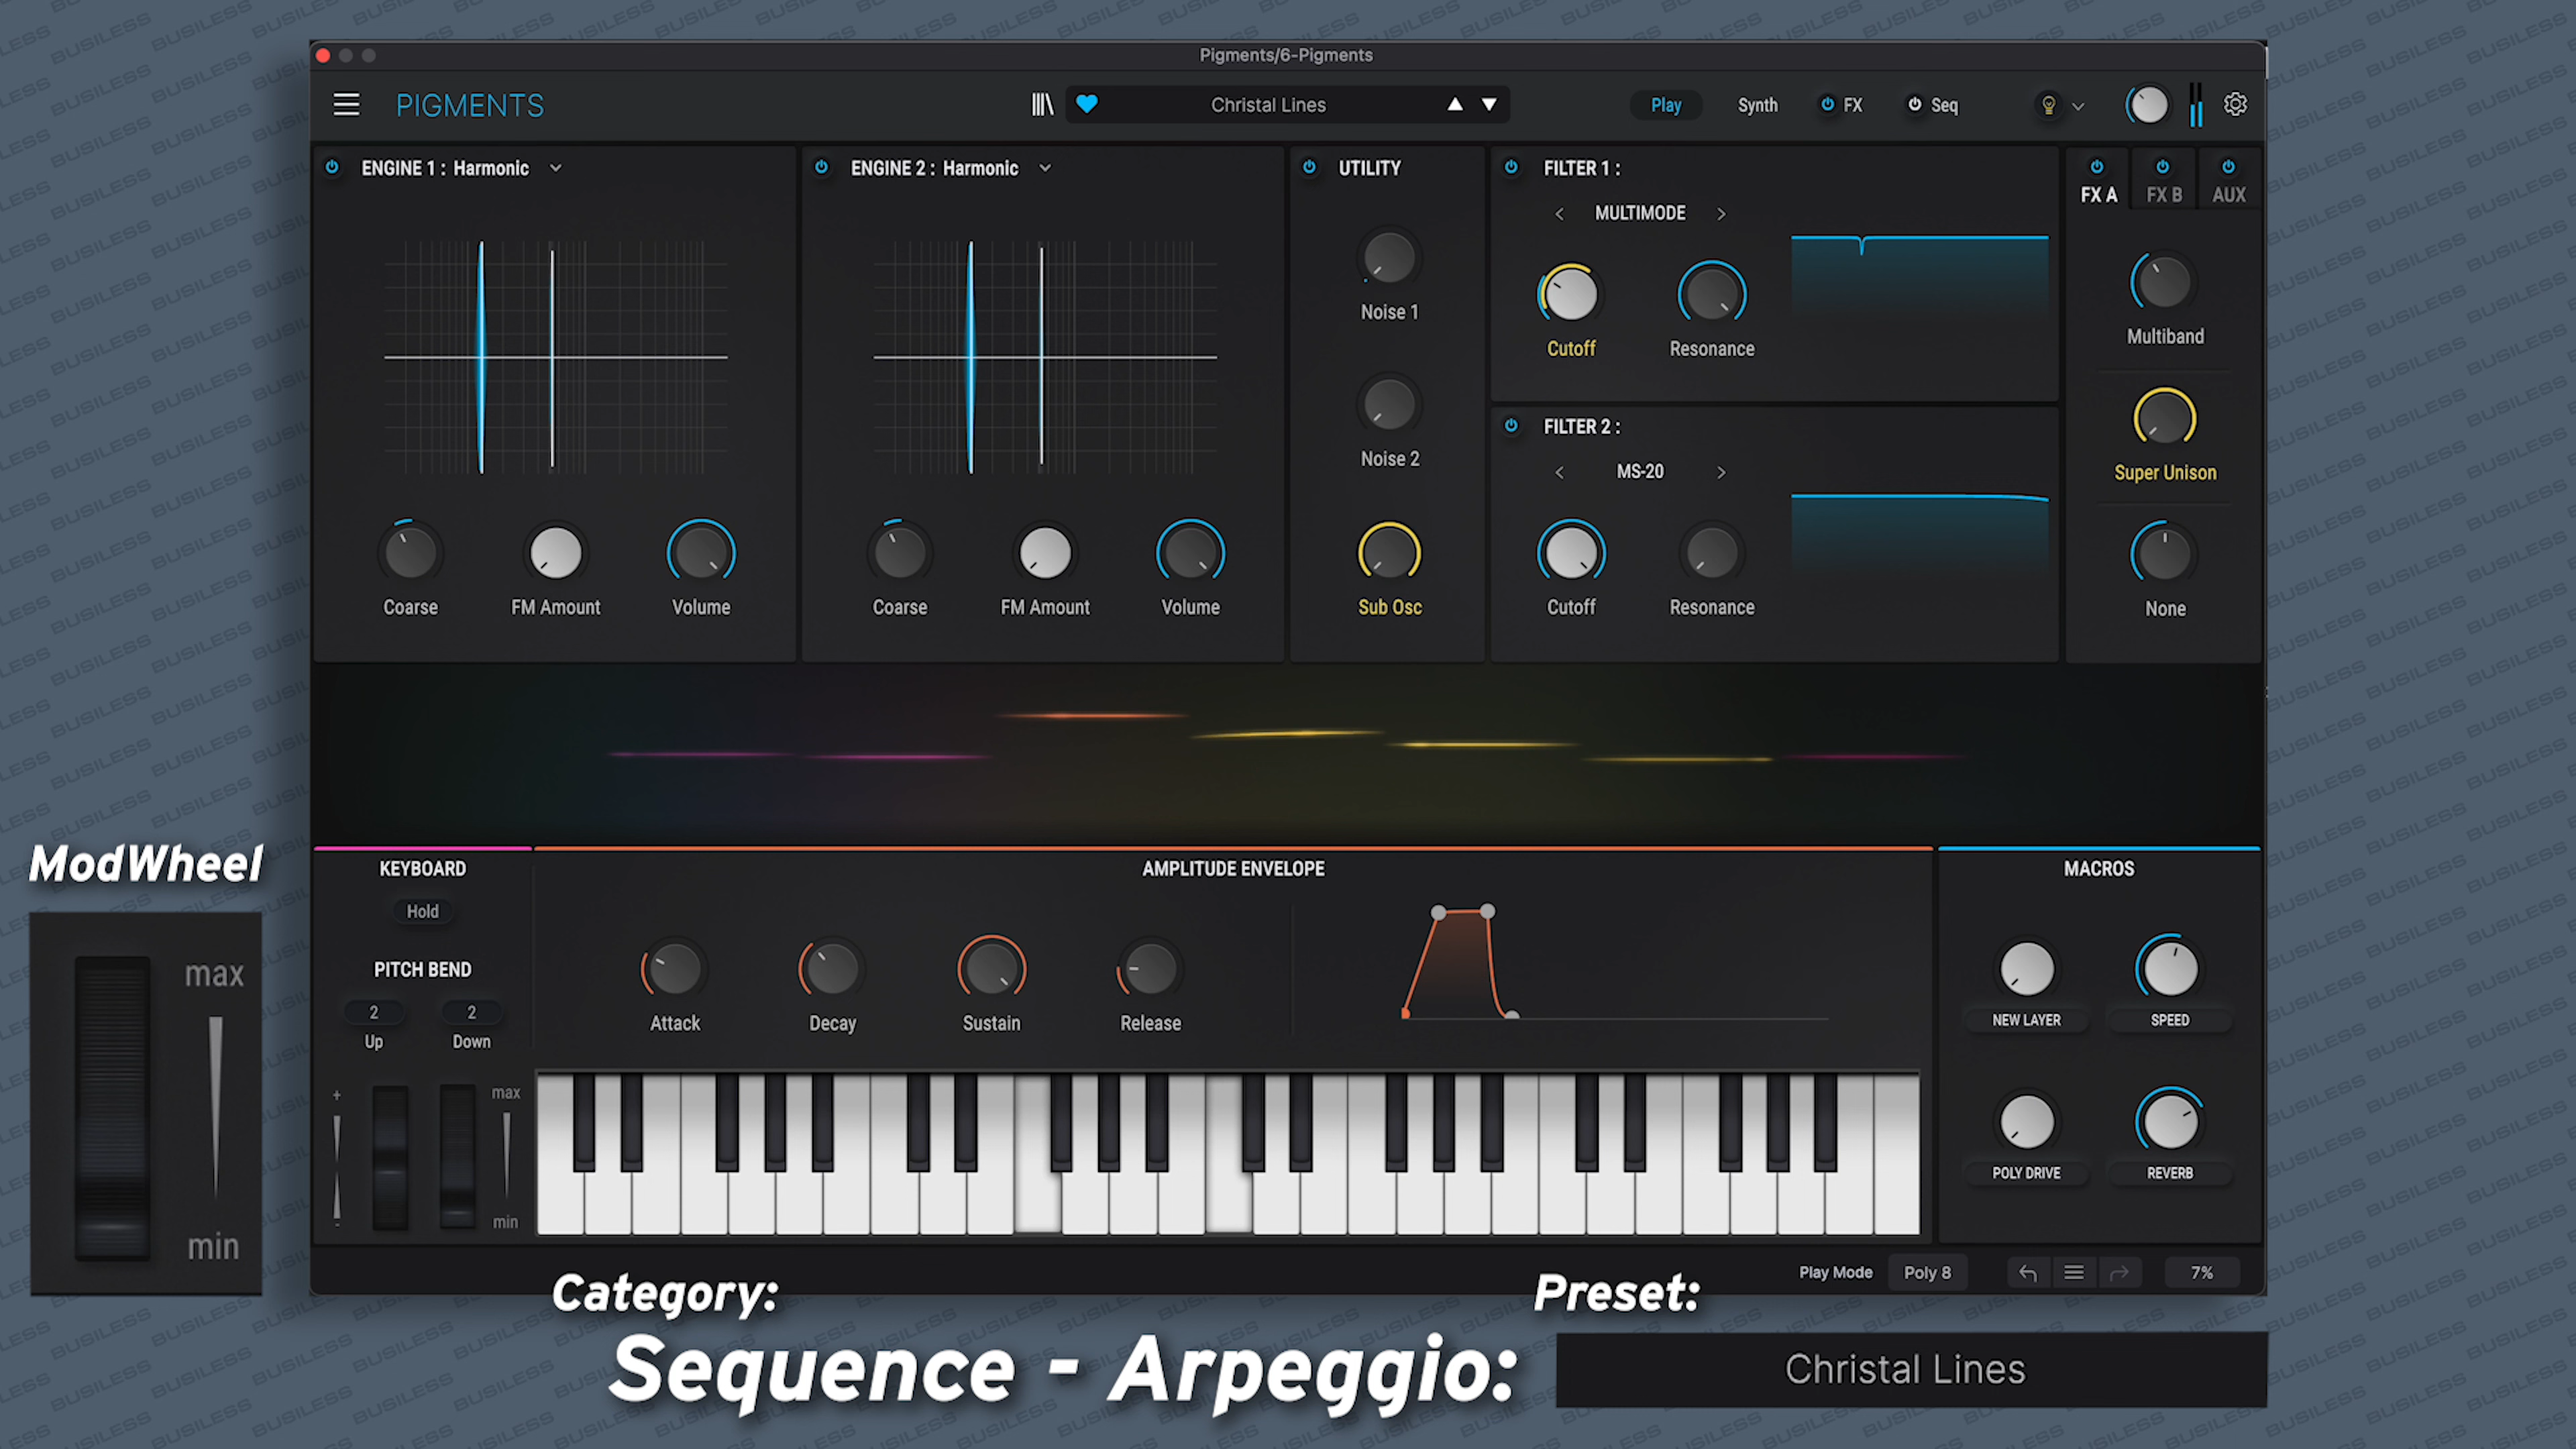 Pigments/6-Pigments
PIGMENTS
Christal Lines
Play
Synth
FX
Seq
ENGINE 1 : Harmonic
ENGINE 2 : Harmonic
UTILITY
FILTER 1 :
FX A
FX B
AUX
MULTIMODE
Noise 1
Cutoff
Resonance
Multiband
FILTER 2 :
Noise 2
MS-20
Super Unison
Coarse
FM Amount
Volume
Coarse
FM Amount
Volume
Sub Osc
Cutoff
Resonance
None
ModWheel
max
min
KEYBOARD
Hold
PITCH BEND
2
2
Up
Down
+
-
max
min
AMPLITUDE ENVELOPE
Attack
Decay
Sustain
Release
MACROS
NEW LAYER
SPEED
POLY DRIVE
REVERB
Play Mode
Poly 8
7%
Category:
Sequence - Arpeggio:
Preset:
Christal Lines
BUSILESS